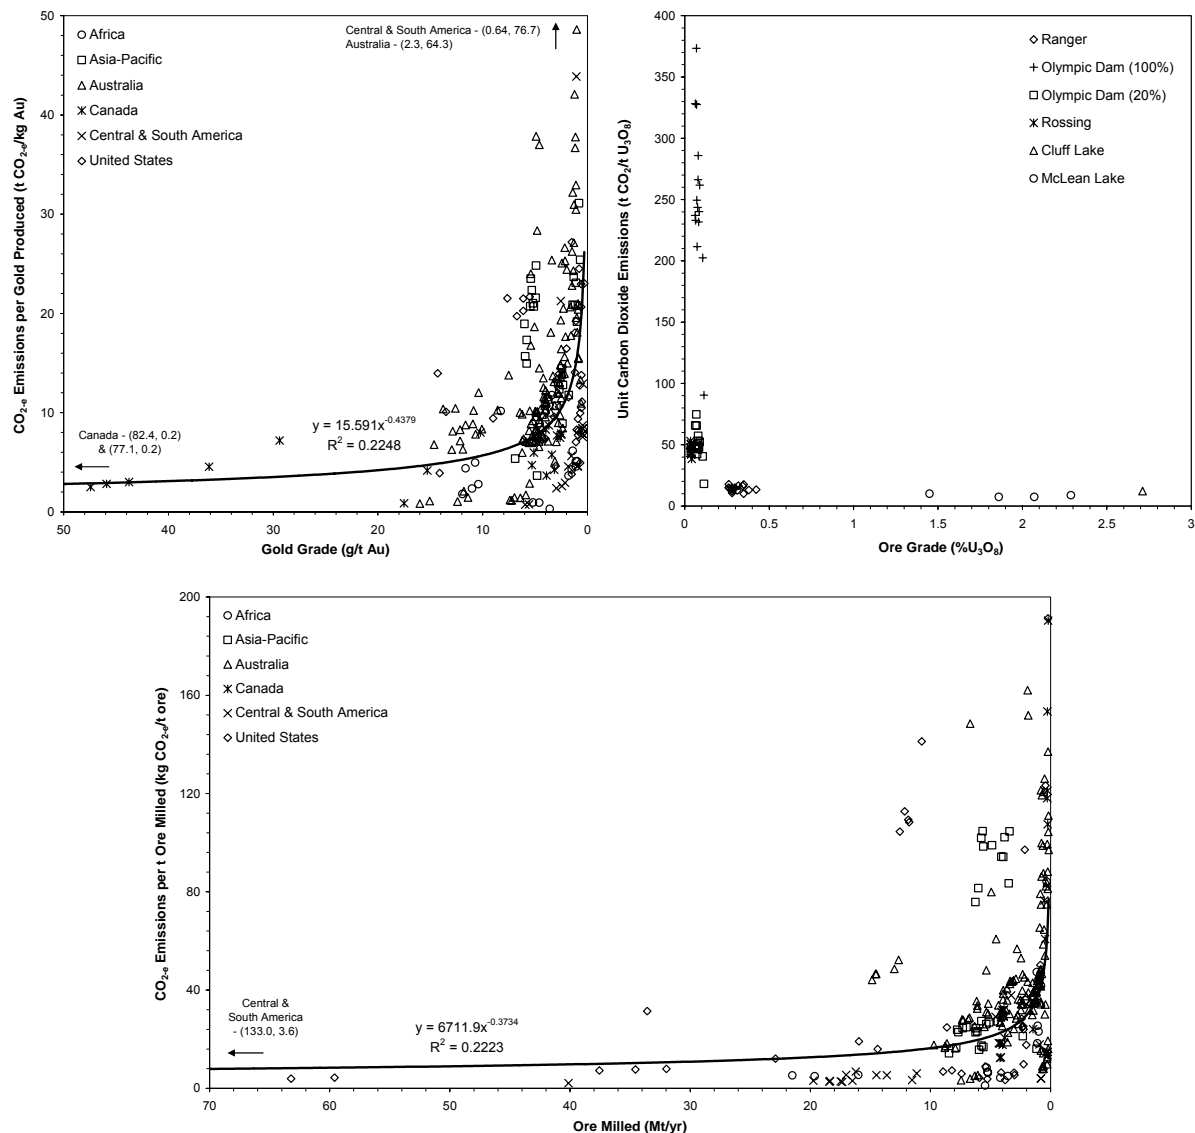 50
40
30
20
10
0
50
40
30
20
10
0
CO2-e Emissions per Gold Produced (t CO2-e/kg Au)
Gold Grade (g/t Au)
Africa
Asia-Pacific
Australia
Canada
Central & South America
United States
Central & South America - (0.64, 76.7)
Australia - (2.3, 64.3)
Canada - (82.4, 0.2)
& (77.1, 0.2)
y = 15.591x^-0.4379
R² = 0.2248
400
350
300
250
200
150
100
50
0
0
0.5
1
1.5
2
2.5
3
Unit Carbon Dioxide Emissions (t CO2/t U3O8)
Ore Grade (%U3O8)
Ranger
Olympic Dam (100%)
Olympic Dam (20%)
Rossing
Cluff Lake
McLean Lake
200
160
120
80
40
0
70
60
50
40
30
20
10
0
CO2-e Emissions per t Ore Milled (kg CO2-e/t ore)
Ore Milled (Mt/yr)
Africa
Asia-Pacific
Australia
Canada
Central & South America
United States
Central &
South America
- (133.0, 3.6)
y = 6711.9x^-0.3734
R² = 0.2223